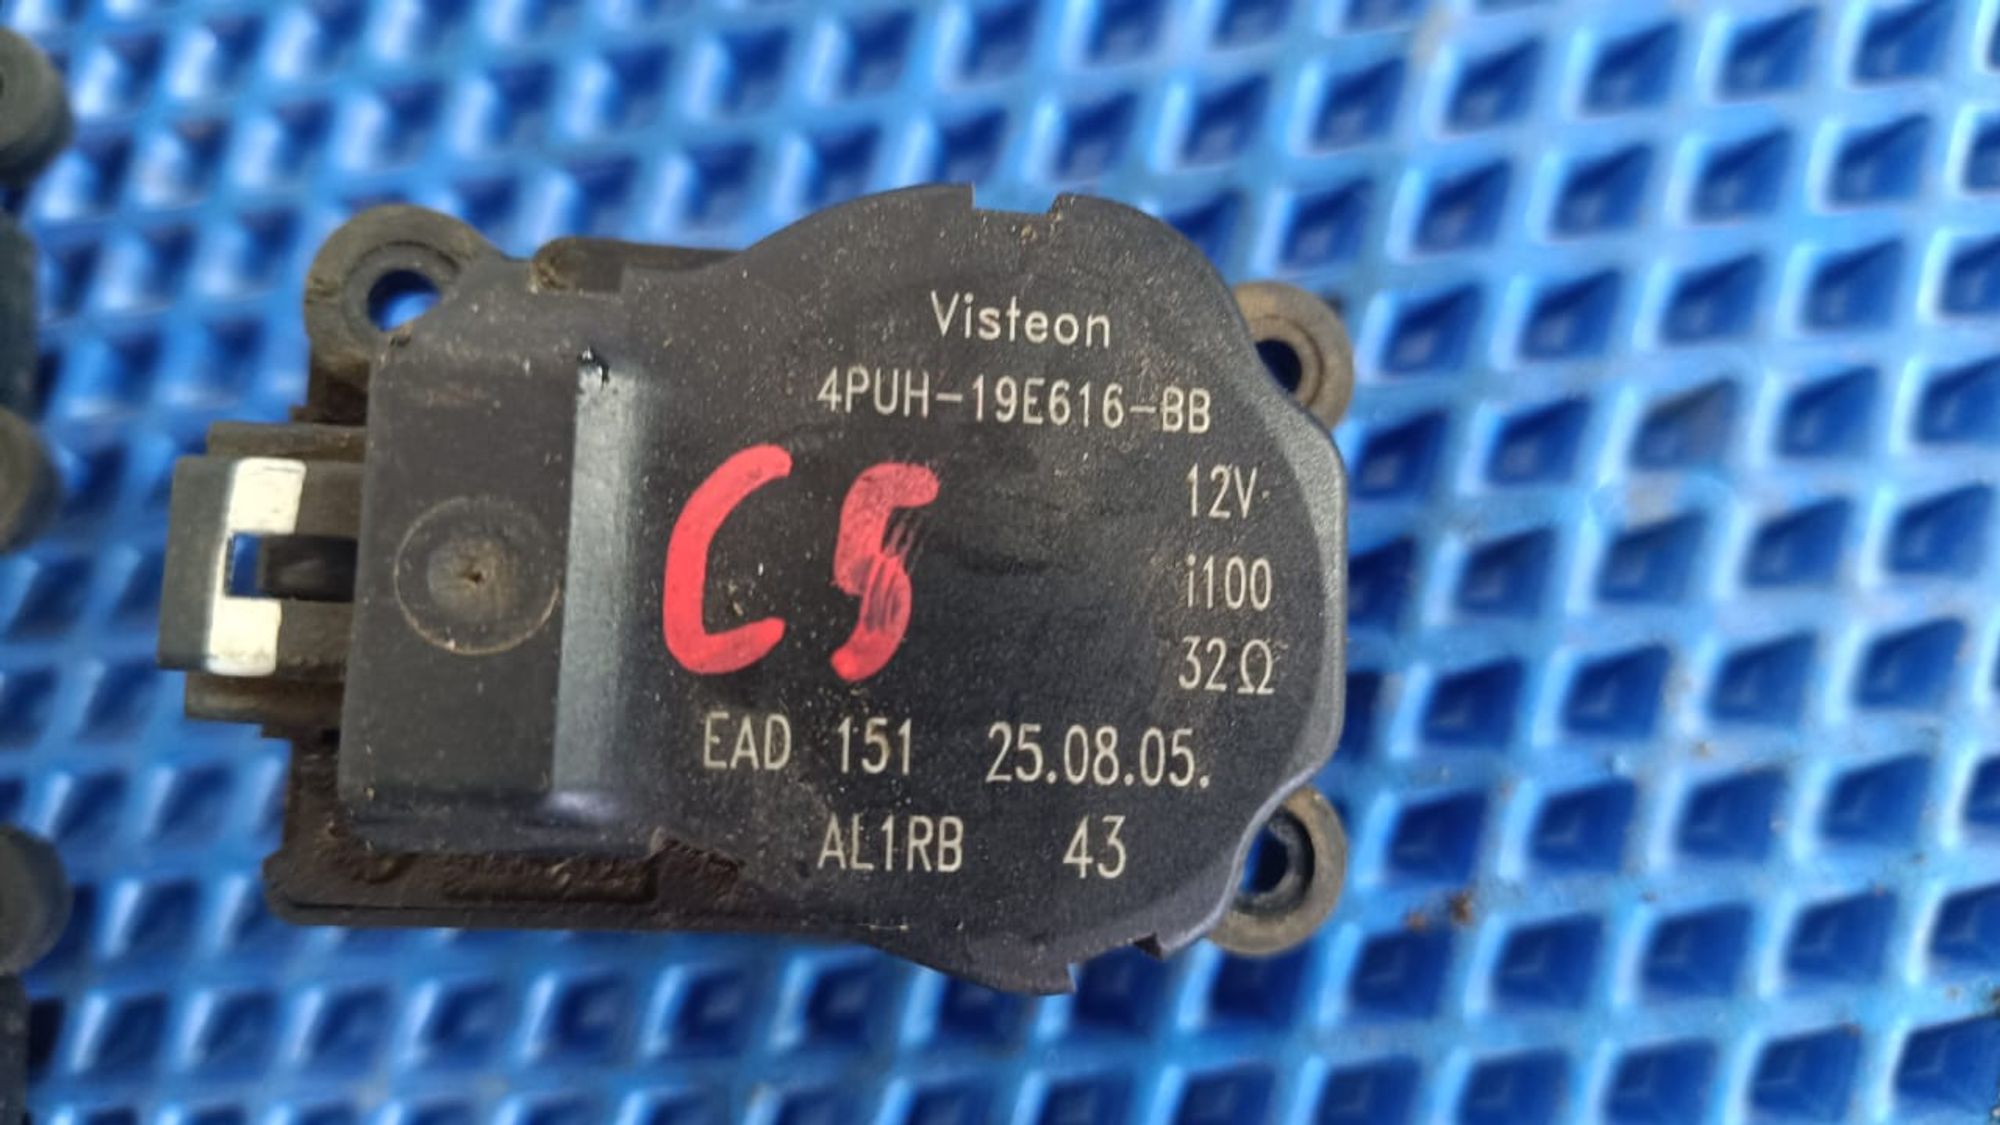 Visteon
4PUH-19E616-BB
12V
i100
C5
32Ω
EAD 151 25.08.05.
AL1RB 43